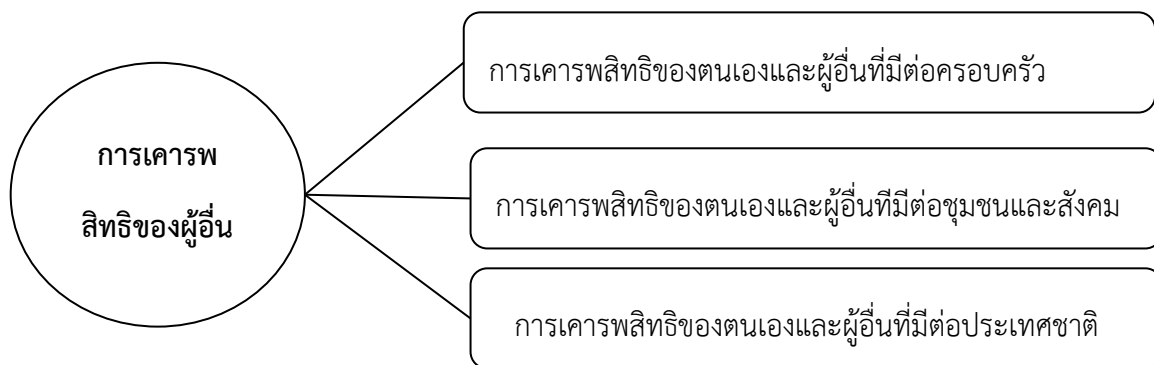 การเคารพ
สิทธิของผู้อื่น
การเคารพสิทธิของตนเองและผู้อื่นที่มีต่อครอบครัว
การเคารพสิทธิของตนเองและผู้อื่นทีมีต่อชุมชนและสังคม
การเคารพสิทธิของตนเองและผู้อื่นที่มีต่อประเทศชาติ